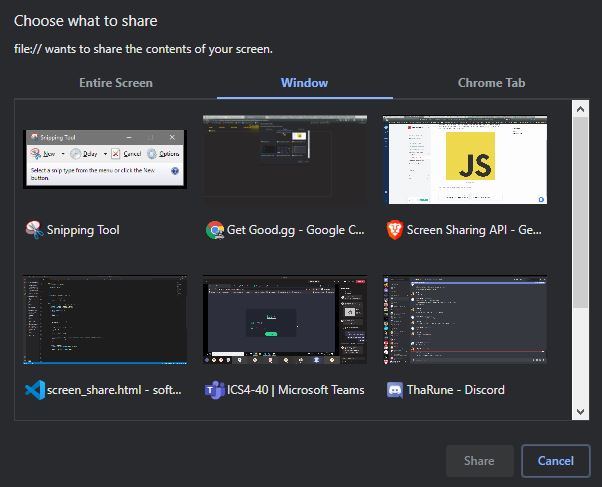 Choose what to share
file:// wants to share the contents of your screen.
Entire Screen
Window
Chrome Tab
Snipping Tool
New
Delay
Cancel
Options
Select a snip type from the menu or click the New
button.
JS
Snipping Tool
Get Good.gg - Google C...
Screen Sharing API - Ge...
screen_share.html - soft...
ICS4-40 | Microsoft Teams
ThaRune - Discord
Share
Cancel